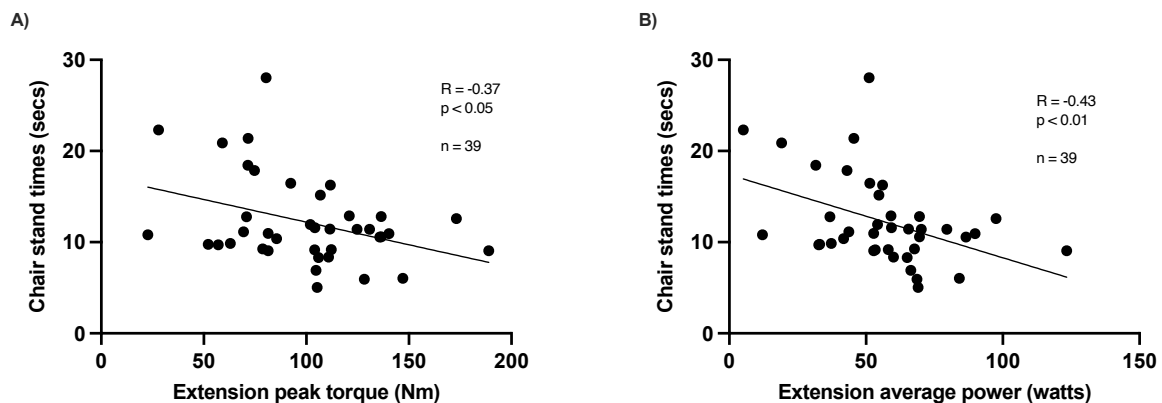 A)
B)
30
20
10
0
Chair stand times (secs)
R = -0.37
p < 0.05
n = 39
0
50
100
150
200
Extension peak torque (Nm)
30
20
10
0
Chair stand times (secs)
R = -0.43
p < 0.01
n = 39
0
50
100
150
Extension average power (watts)